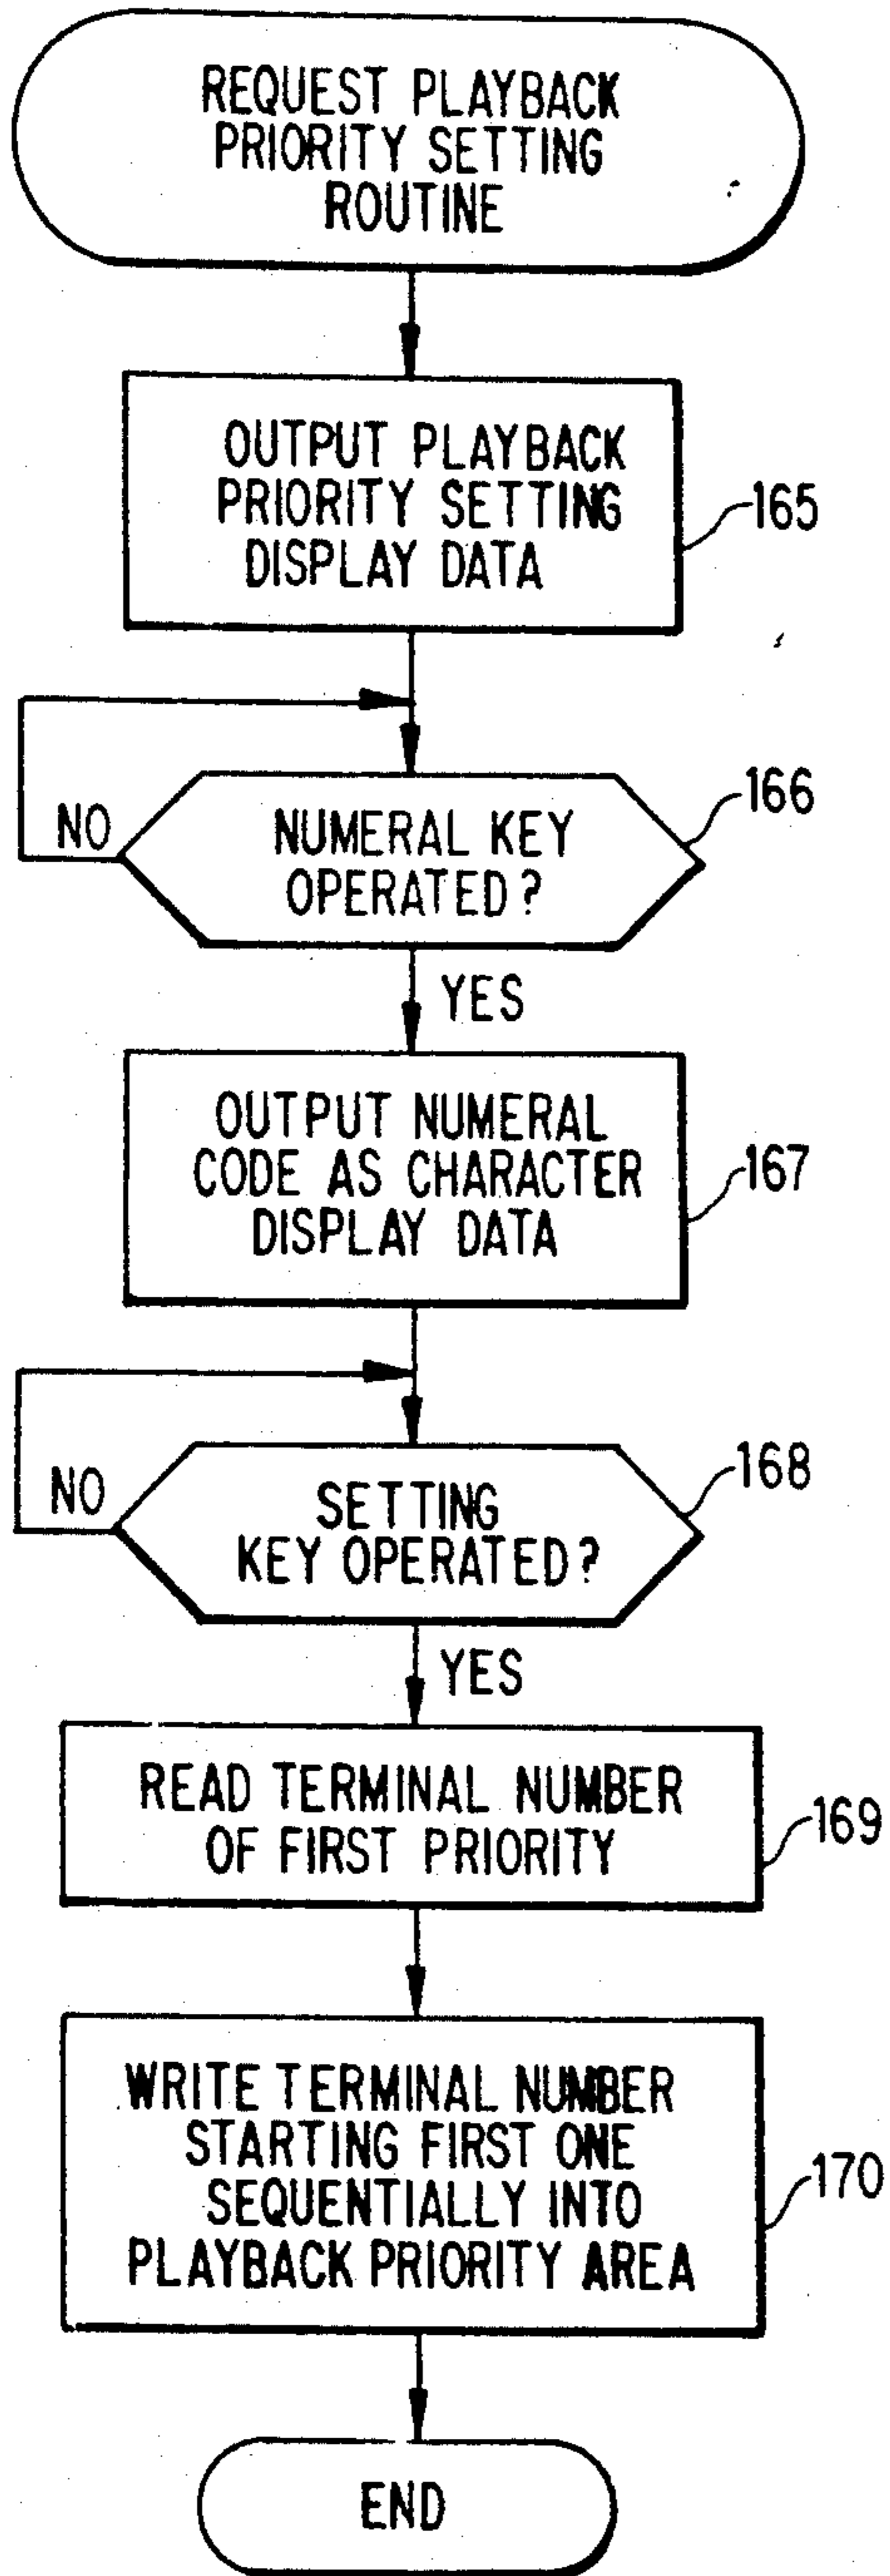 REQUEST PLAYBACK
PRIORITY SETTING
ROUTINE
OUTPUT PLAYBACK
PRIORITY SETTING
DISPLAY DATA
165
NO
NUMERAL KEY
OPERATED?
166
YES
OUTPUT NUMERAL
CODE AS CHARACTER
DISPLAY DATA
167
NO
SETTING
KEY OPERATED?
168
YES
READ TERMINAL NUMBER
OF FIRST PRIORITY
169
WRITE TERMINAL NUMBER
STARTING FIRST ONE
SEQUENTIALLY INTO
PLAYBACK PRIORITY AREA
170
END